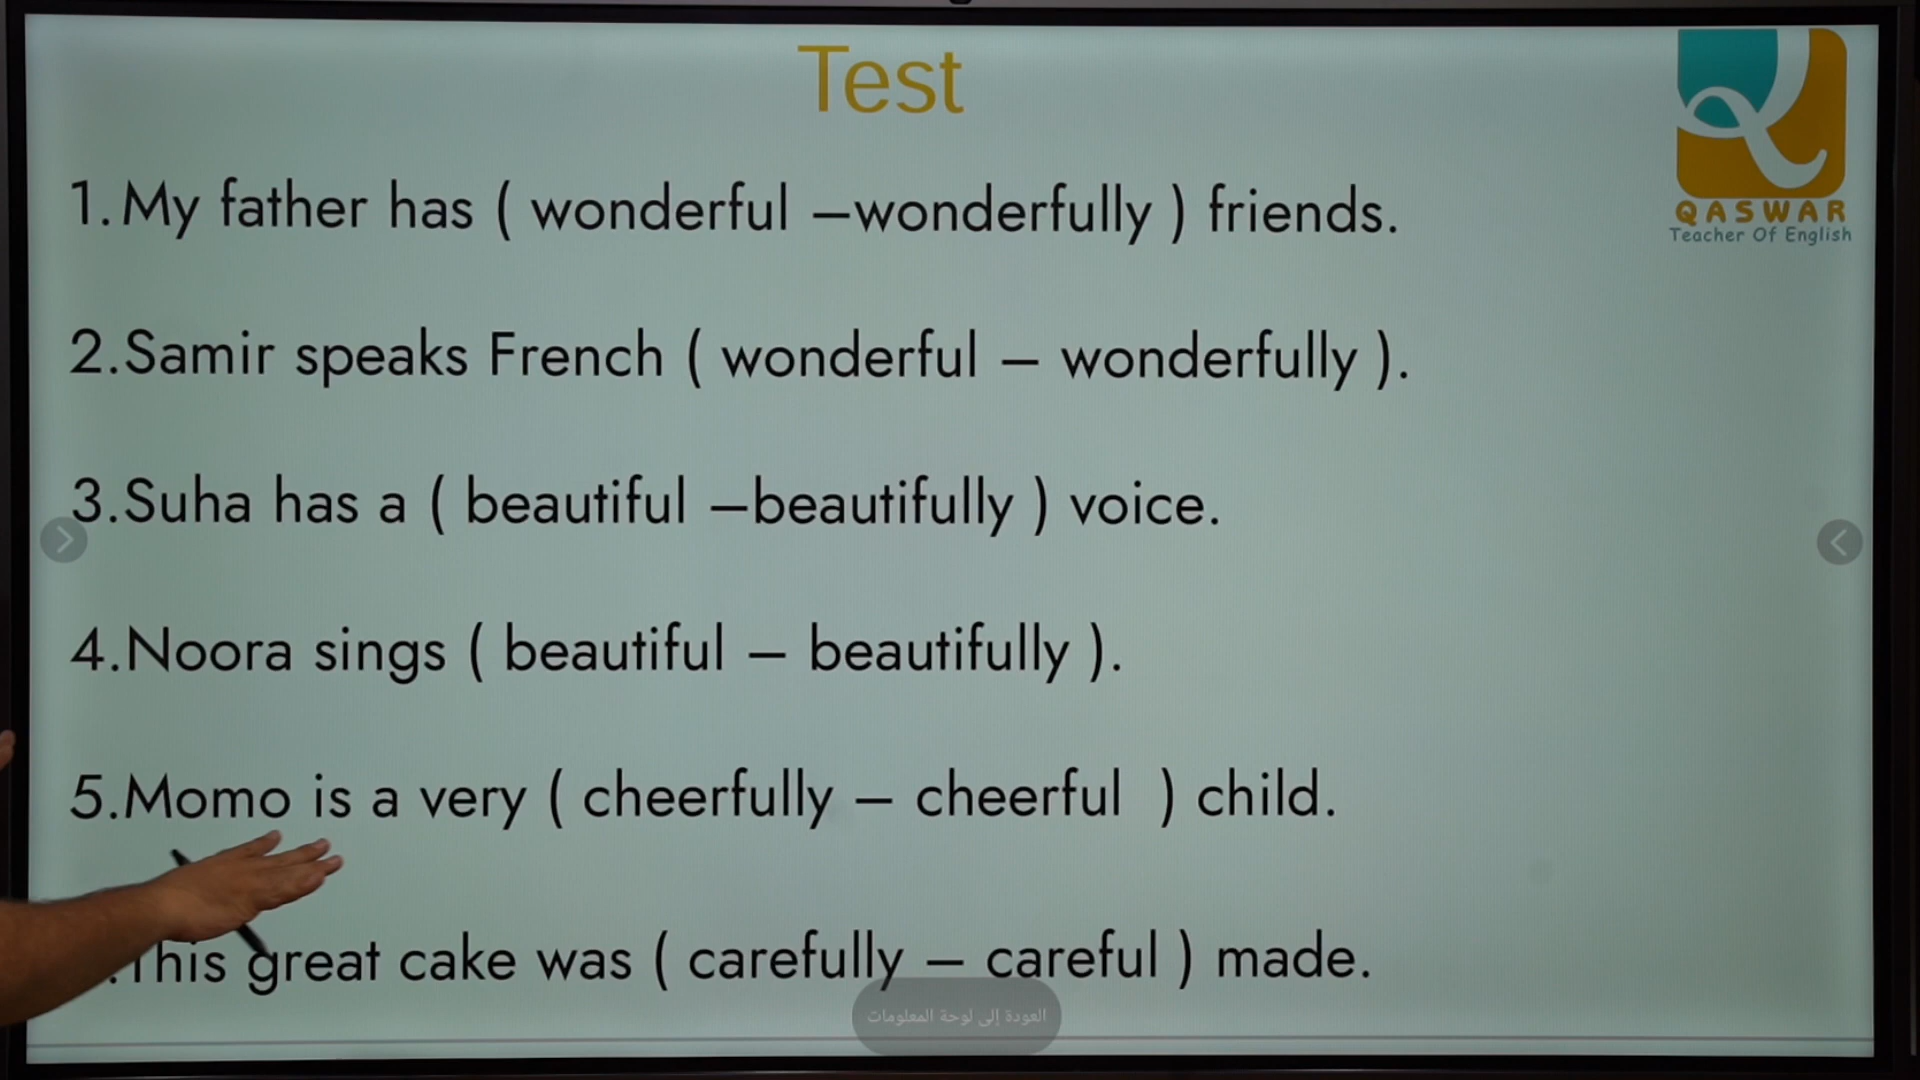 Test
QASWAR
Teacher Of English
1. My father has ( wonderful –wonderfully ) friends.
2.Samir speaks French ( wonderful – wonderfully ).
3.Suha has a ( beautiful –beautifully ) voice.
4.Noora sings ( beautiful – beautifully ).
5.Momo is a very ( cheerfully – cheerful ) child.
.This great cake was ( carefully – careful ) made.
العودة إلى لوحة المعلومات